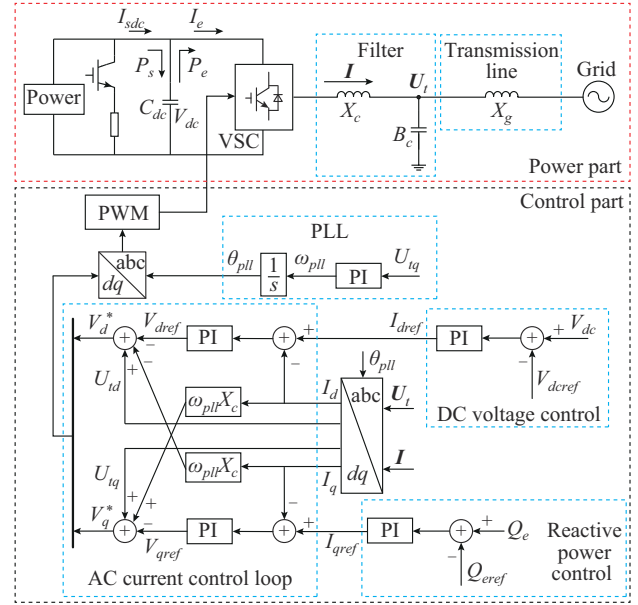 I_sdc
I_e
Filter
Transmission line
P_s
P_e
I
U_t
Grid
Power
C_dc
V_dc
VSC
X_c
X_g
B_c
Power part
Control part
PWM
PLL
abc
dq
θ_pll
1/s
ω_pll
PI
U_tq
V_d*
+
−
−
+
V_dref
PI
+
−
I_dref
PI
+
−
V_dc
V_dcref
DC voltage control
θ_pll
U_td
ω_pll X_c
I_d
abc
U_t
U_tq
ω_pll X_c
I_q
dq
I
V_q*
+
+
+
−
V_qref
PI
+
−
+
I_qref
PI
+
+
−
Q_e
Q_eref
Reactive power control
AC current control loop